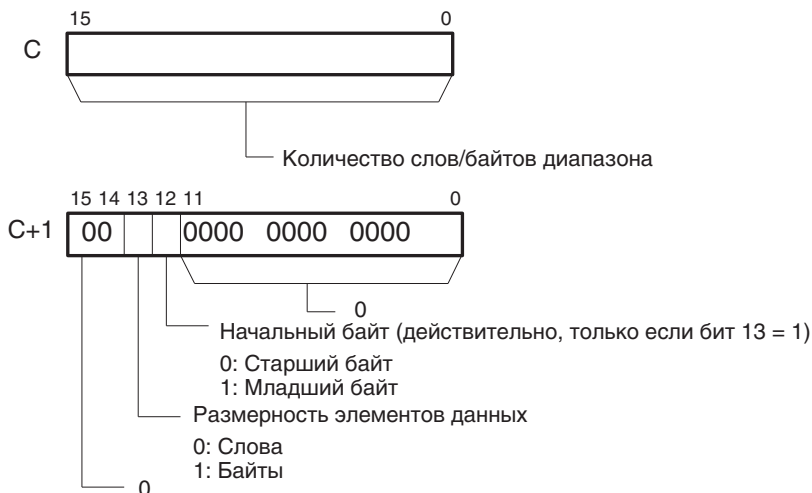 15 0
C
Количество слов/байтов диапазона
15 14 13 12 11 0
C+1 00 0000 0000 0000
0
Начальный байт (действительно, только если бит 13 = 1)
0: Старший байт
1: Младший байт
Размерность элементов данных
0: Слова
1: Байты
0